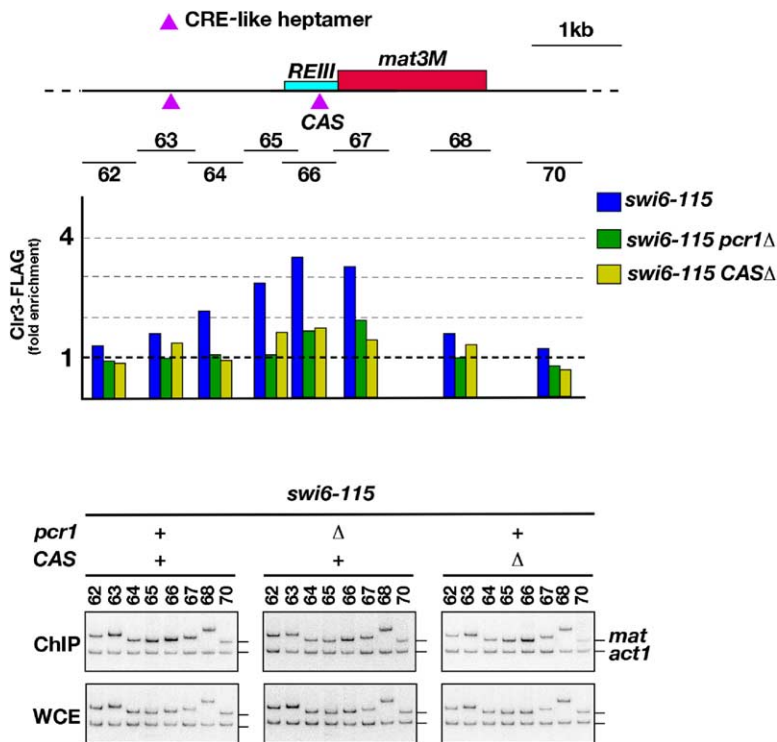 CRE-like heptamer
1kb
REIII mat3M
CAS
63 65 67 68
62 64 66 70
4
1
Clr3-FLAG
(fold enrichment)
swi6-115
swi6-115 pcr1Δ
swi6-115 CASΔ
swi6-115
pcr1 + Δ +
CAS + + Δ
62 63 64 65 66 67 68 70 62 63 64 65 66 67 68 70 62 63 64 65 66 67 68 70
ChIP
mat
act1
WCE